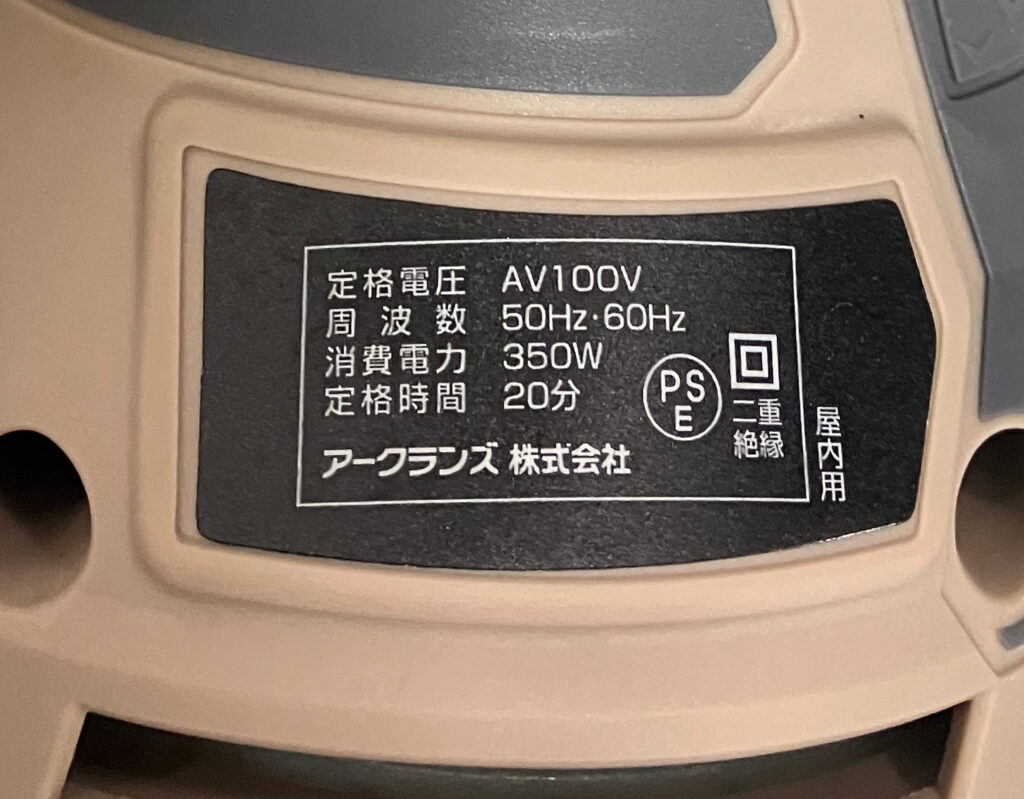 定格電圧 AV100V
周波数 50Hz･60Hz
消費電力 350W
定格時間 20分
アークランズ 株式会社
PS
E
二重
絶縁
屋内用